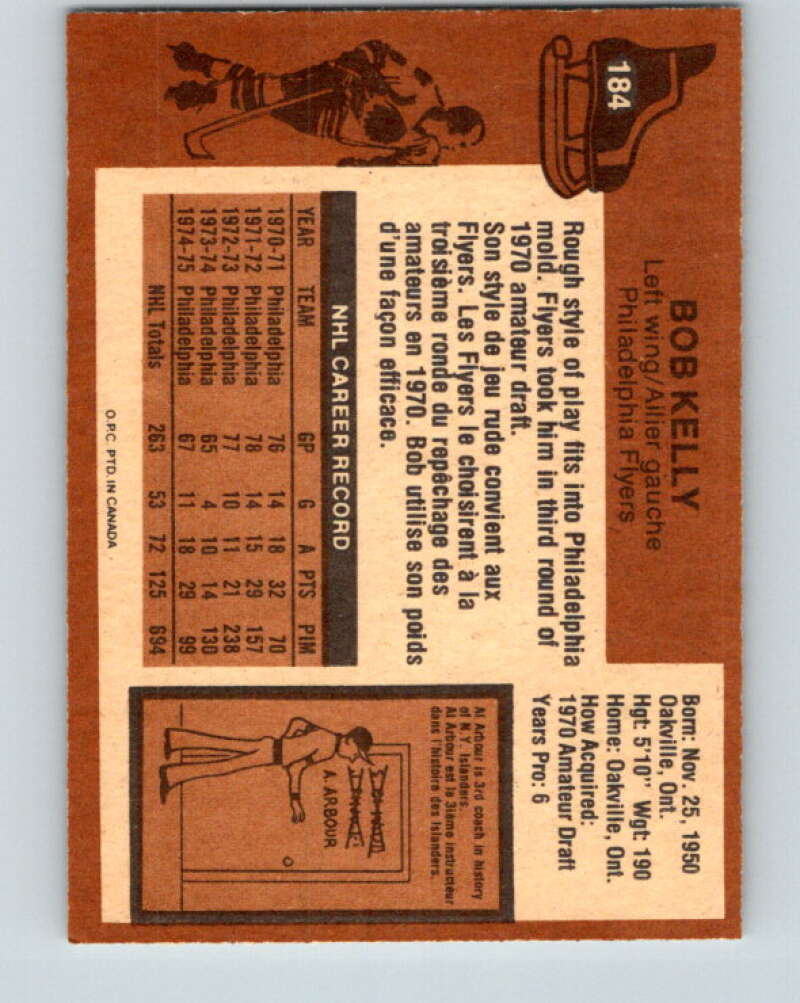 184
BOB KELLY
Left wing/Ailier gauche
Philadelphia Flyers
Born: Nov. 25, 1950
Oakville, Ont.
Hgt: 5'10" Wgt: 190
Home: Oakville, Ont.
How Acquired:
1970 Amateur Draft
Years Pro: 6
Rough style of play fits into Philadelphia
mold. Flyers took him in third round of
1970 amateur draft.
Son style de jeu rude convient aux
Flyers. Les Flyers le choisirent à la
troisième ronde du repêchage des
amateurs en 1970. Bob utilise son poids
d'une façon efficace.
NHL CAREER RECORD
YEAR TEAM GP G A PTS PIM
1970-71 Philadelphia 76 14 18 32 70
1971-72 Philadelphia 78 14 15 29 157
1972-73 Philadelphia 77 10 11 21 238
1973-74 Philadelphia 65 4 10 14 130
1974-75 Philadelphia 67 11 18 29 99
NHL Totals 263 53 72 125 694
O.P.C. PTD. IN CANADA
Al Arbour is 3rd coach in history
of N.Y. Islanders.
Al Arbour est le 3ième instructeur
dans l'histoire des Islanders.
A. ARBOUR